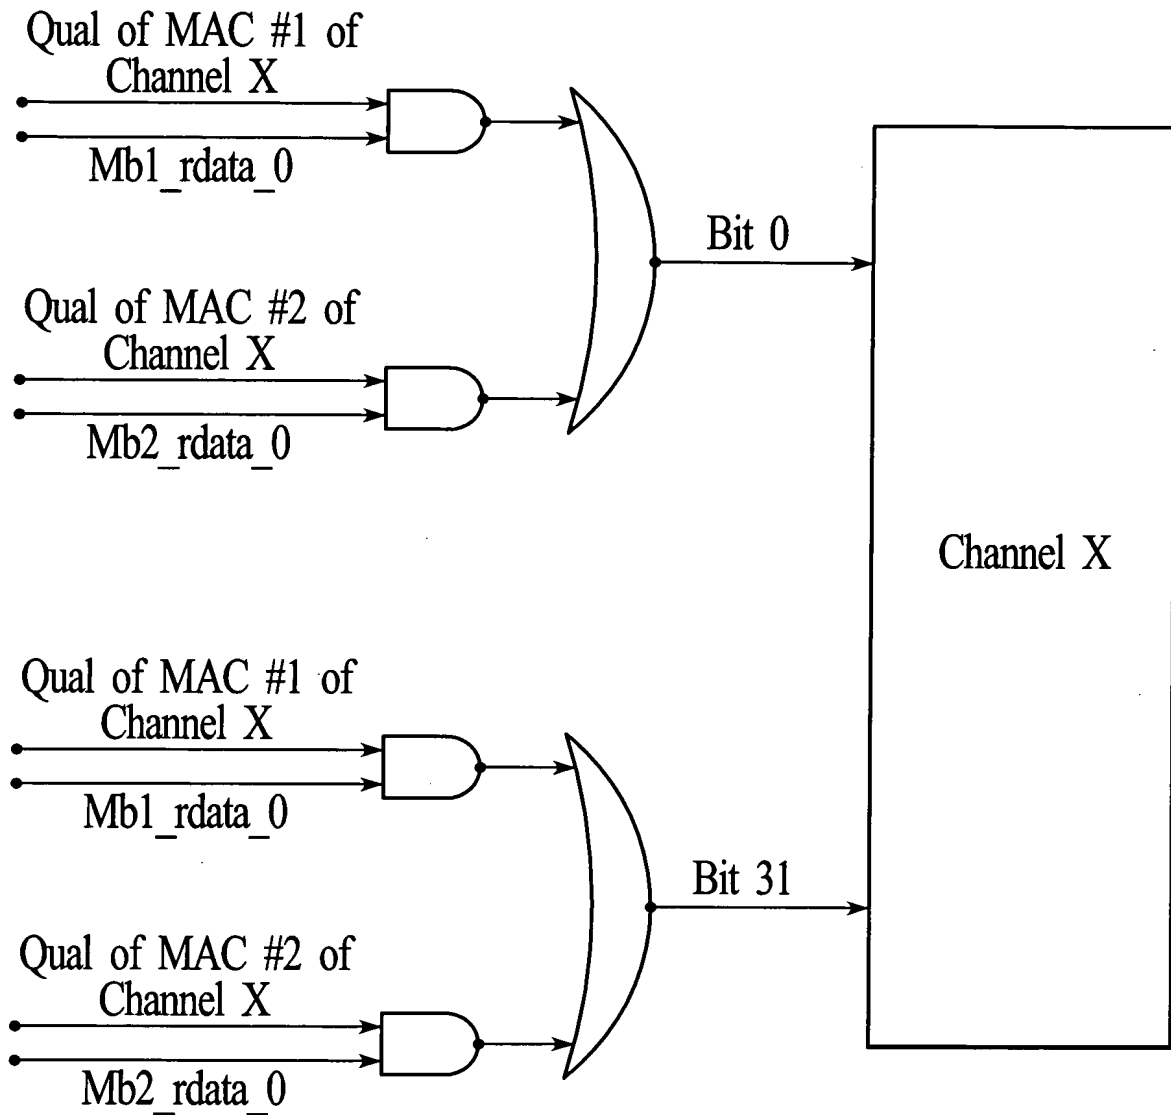 Qual of MAC #1 of
Channel X
Mb1_rdata_0
Bit 0
Qual of MAC #2 of
Channel X
Mb2_rdata_0
Channel X
Qual of MAC #1 of
Channel X
Mb1_rdata_0
Bit 31
Qual of MAC #2 of
Channel X
Mb2_rdata_0